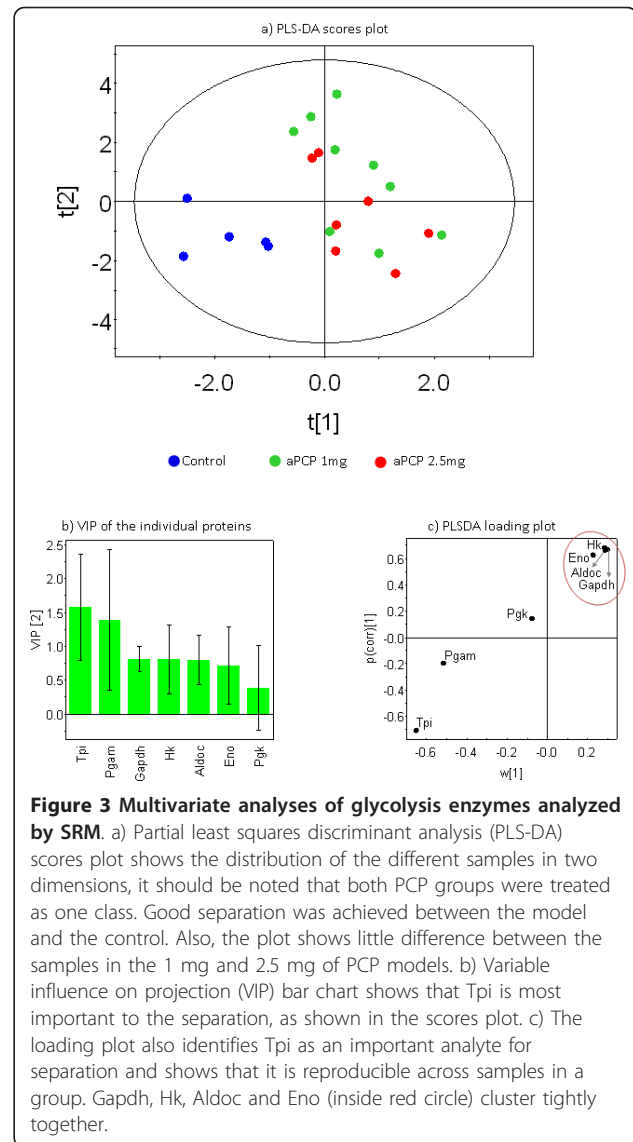 a) PLS-DA scores plot
4
2
0
-2
-4
t[2]
-2.0
0.0
2.0
t[1]
Control
aPCP 1mg
aPCP 2.5mg
b) VIP of the individual proteins
2.5
2.0
1.5
1.0
0.5
0.0
VIP [2]
Tpi
Pgam
Gapdh
Hk
Aldoc
Eno
Pgk
c) PLSDA loading plot
0.6
0.4
0.2
-0.0
-0.2
-0.4
-0.6
p(corr)[1]
Hk
Eno
Aldoc
Gapdh
Pgk
Pgam
Tpi
-0.6
-0.4
-0.2
-0.0
0.2
w[1]
Figure 3 Multivariate analyses of glycolysis enzymes analyzed
by SRM. a) Partial least squares discriminant analysis (PLS-DA)
scores plot shows the distribution of the different samples in two
dimensions, it should be noted that both PCP groups were treated
as one class. Good separation was achieved between the model
and the control. Also, the plot shows little difference between the
samples in the 1 mg and 2.5 mg of PCP models. b) Variable
influence on projection (VIP) bar chart shows that Tpi is most
important to the separation, as shown in the scores plot. c) The
loading plot also identifies Tpi as an important analyte for
separation and shows that it is reproducible across samples in a
group. Gapdh, Hk, Aldoc and Eno (inside red circle) cluster tightly
together.